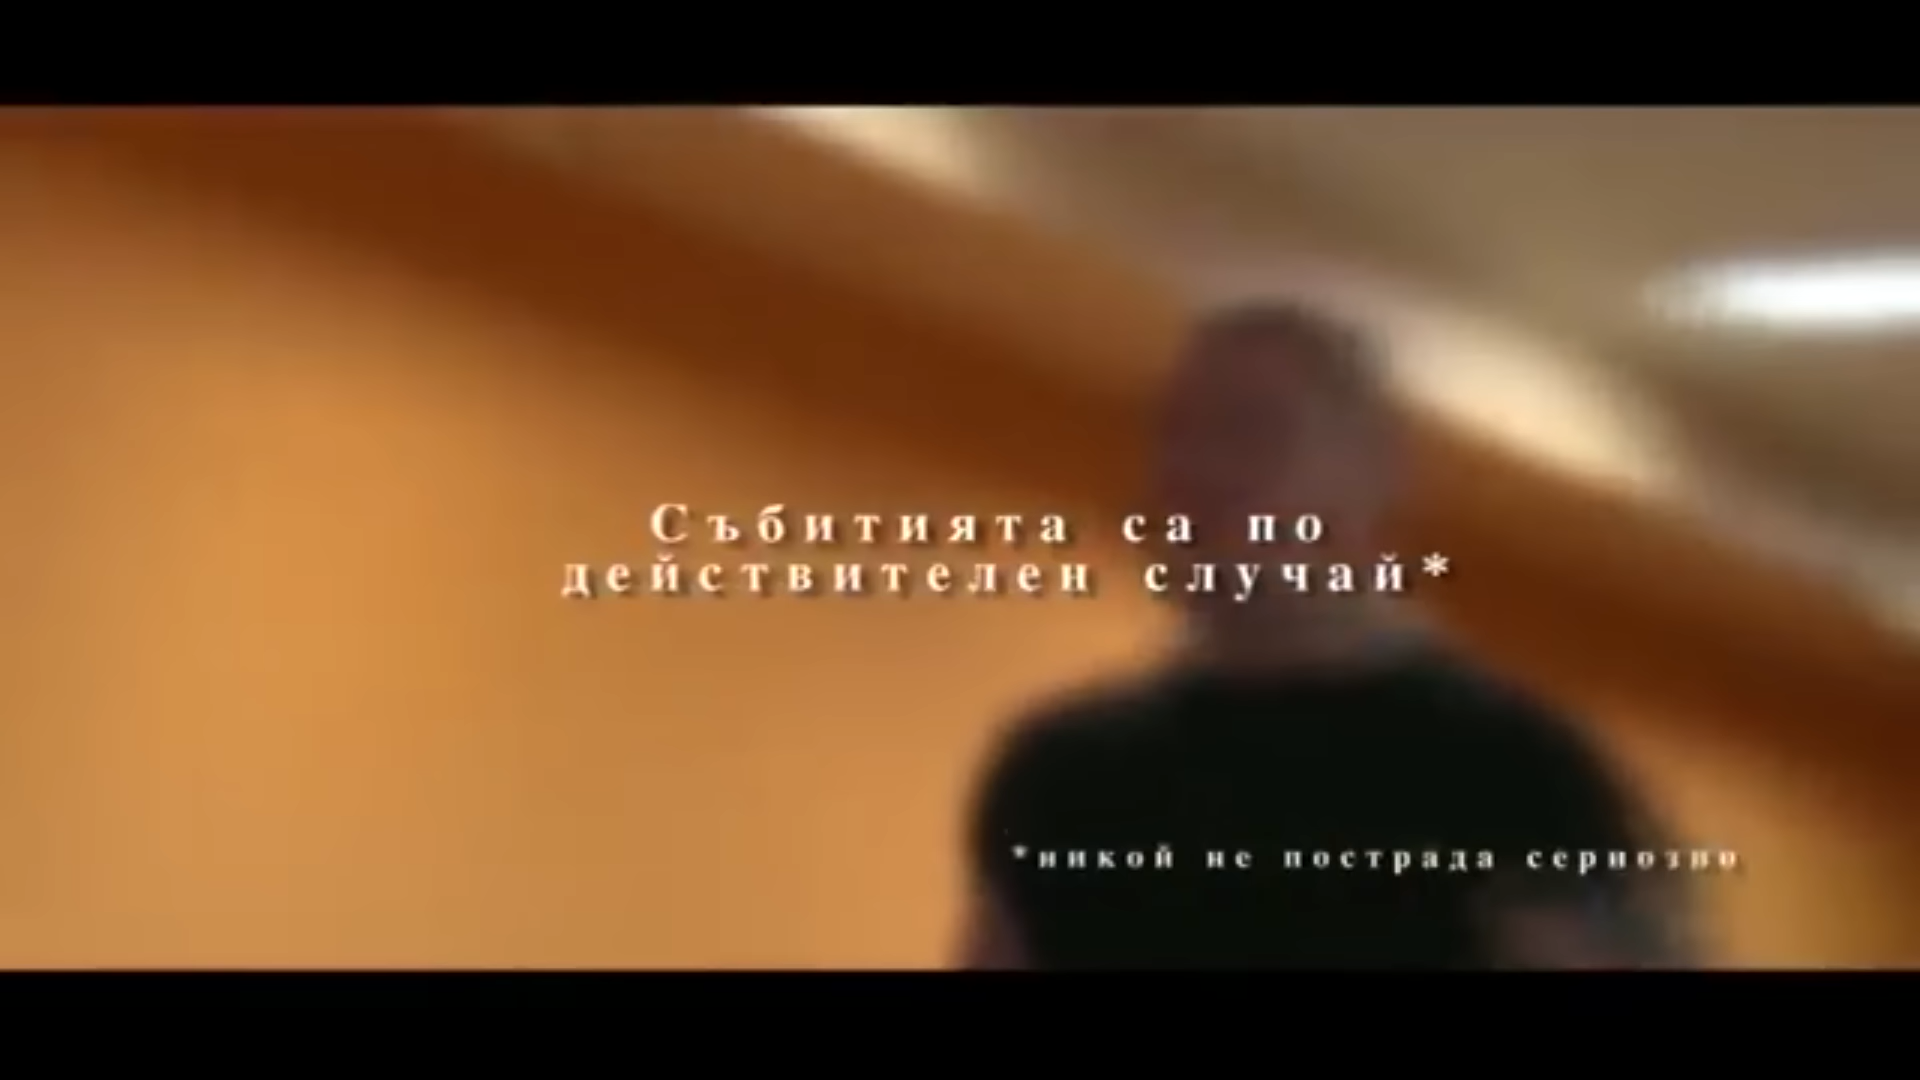 Събитията са по
действителен случай*
*никой не пострада сериозно